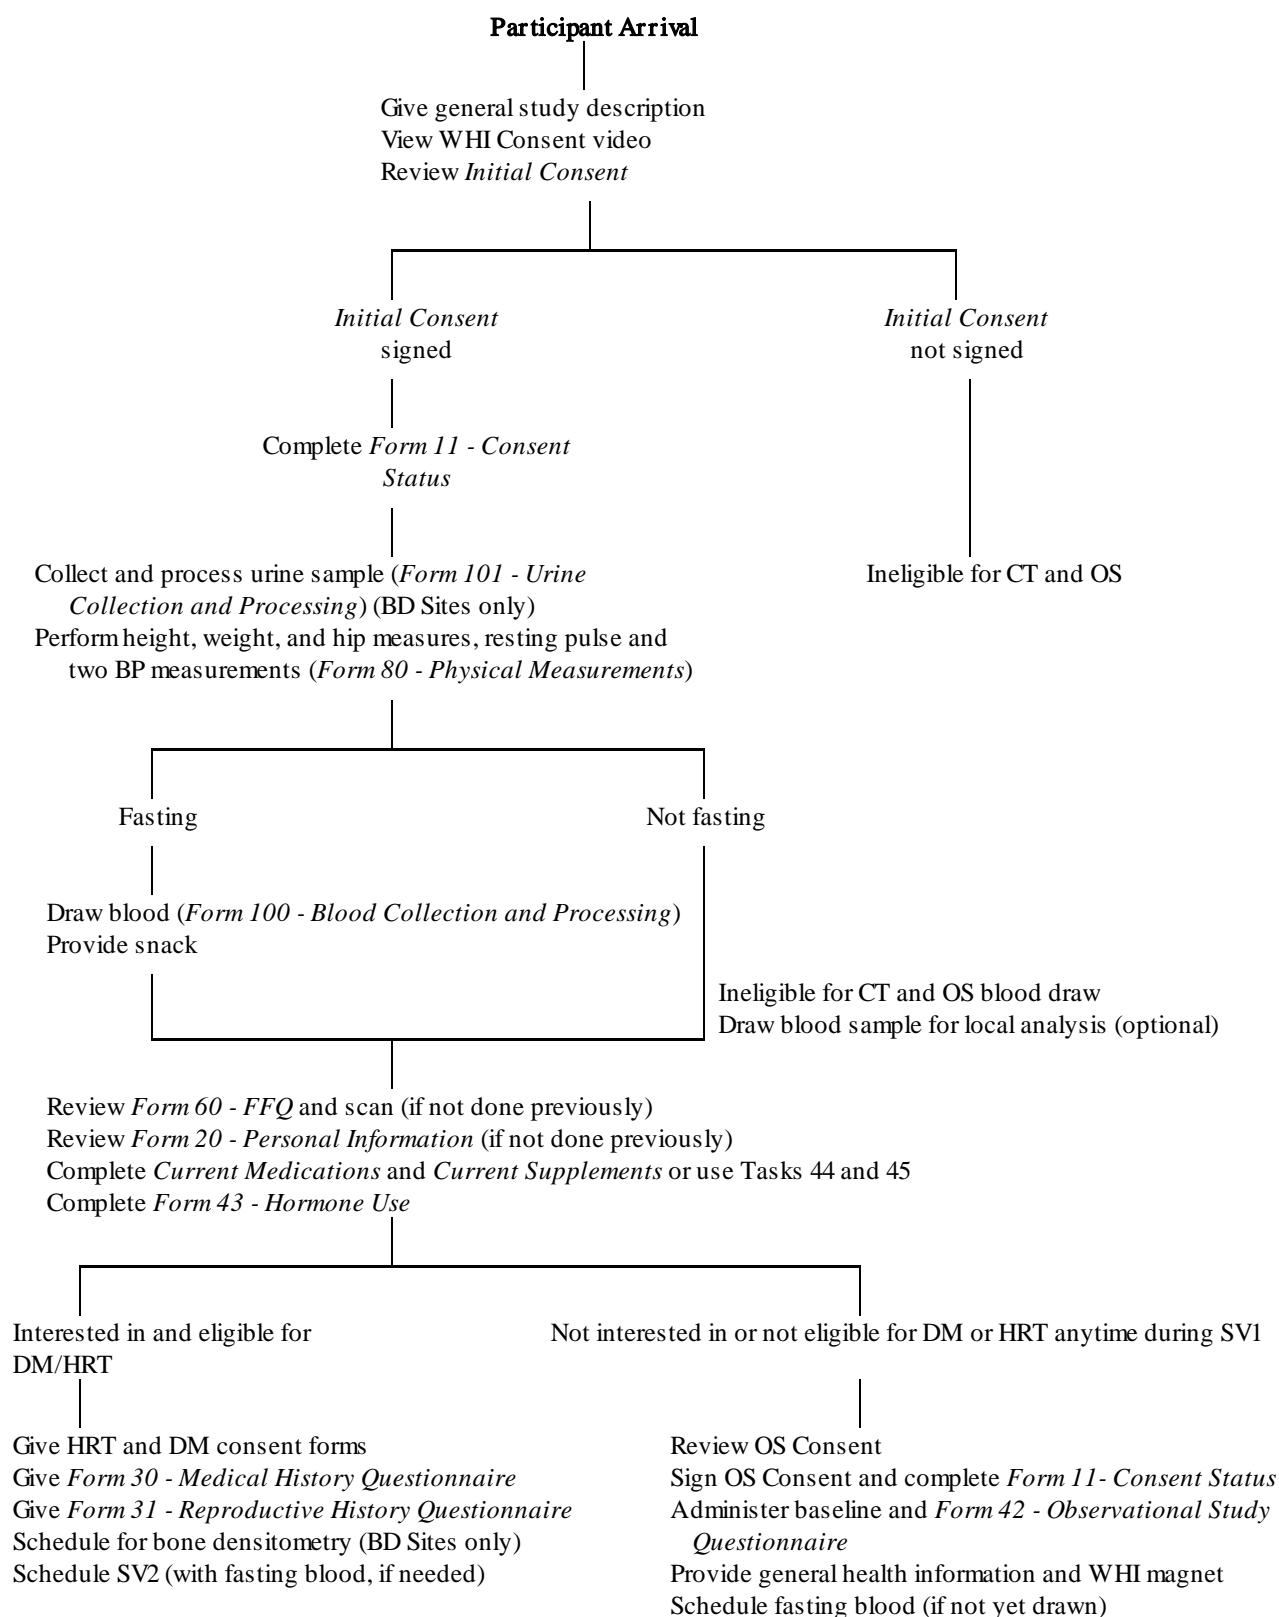 Participant Arrival
Give general study description
View WHI Consent video
Review Initial Consent
Initial Consent
signed
Initial Consent
not signed
Complete Form 11 - Consent
Status
Collect and process urine sample (Form 101 - Urine
Collection and Processing) (BD Sites only)
Perform height, weight, and hip measures, resting pulse and
two BP measurements (Form 80 - Physical Measurements)
Ineligible for CT and OS
Fasting
Not fasting
Draw blood (Form 100 - Blood Collection and Processing)
Provide snack
Ineligible for CT and OS blood draw
Draw blood sample for local analysis (optional)
Review Form 60 - FFQ and scan (if not done previously)
Review Form 20 - Personal Information (if not done previously)
Complete Current Medications and Current Supplements or use Tasks 44 and 45
Complete Form 43 - Hormone Use
Interested in and eligible for
DM/HRT
Not interested in or not eligible for DM or HRT anytime during SV1
Give HRT and DM consent forms
Give Form 30 - Medical History Questionnaire
Give Form 31 - Reproductive History Questionnaire
Schedule for bone densitometry (BD Sites only)
Schedule SV2 (with fasting blood, if needed)
Review OS Consent
Sign OS Consent and complete Form 11- Consent Status
Administer baseline and Form 42 - Observational Study
Questionnaire
Provide general health information and WHI magnet
Schedule fasting blood (if not yet drawn)